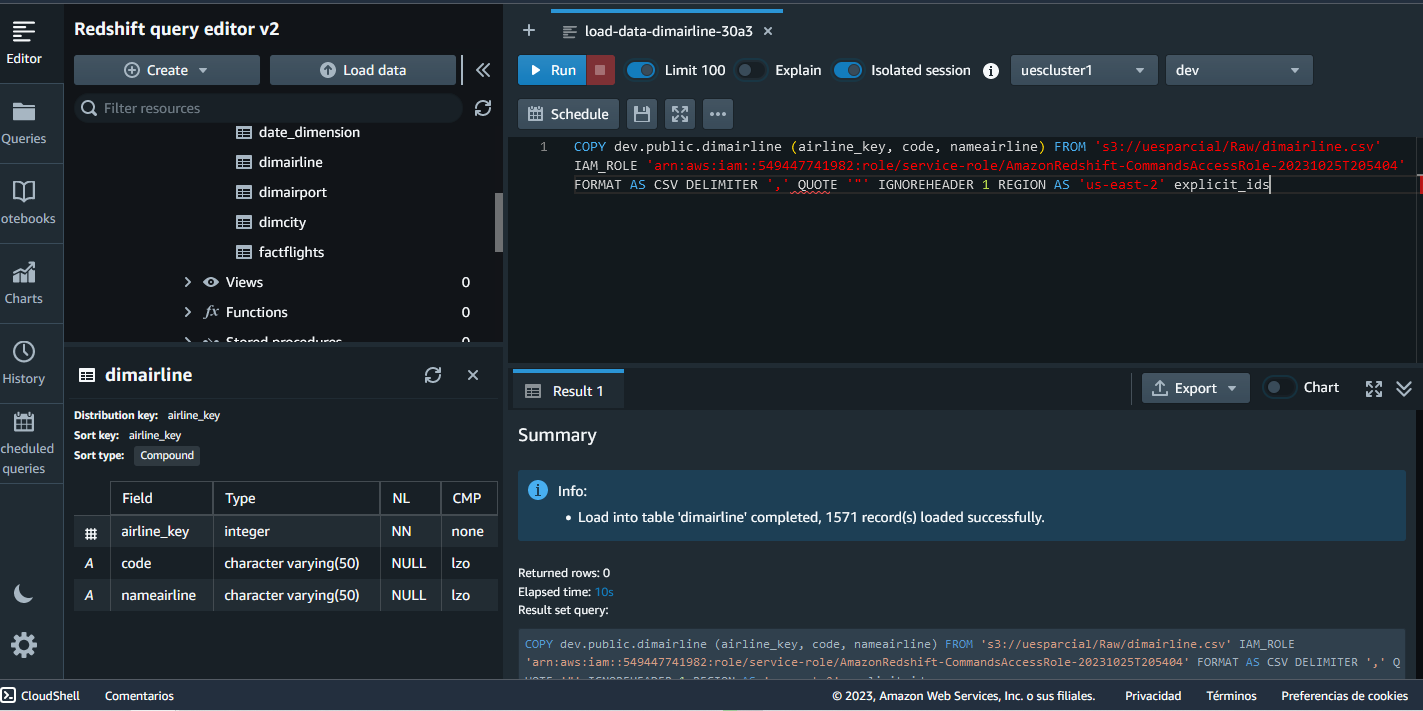 Redshift query editor v2
Editor
Queries
otebooks
Charts
History
cheduled
queries
Create
Load data
Filter resources
date_dimension
dimairline
dimairport
dimcity
factflights
Views 0
Functions 0
dimairline
Distribution key: airline_key
Sort key: airline_key
Sort type: Compound
Field Type NL CMP
airline_key integer NN none
A code character varying(50) NULL lzo
A nameairline character varying(50) NULL lzo
load-data-dimairline-30a3
Run Limit 100 Explain Isolated session uescluster1 dev
Schedule
1 COPY dev.public.dimairline (airline_key, code, nameairline) FROM 's3://uesparcial/Raw/dimairline.csv'
IAM_ROLE 'arn:aws:iam::549447741982:role/service-role/AmazonRedshift-CommandsAccessRole-20231025T205404'
FORMAT AS CSV DELIMITER ',' QUOTE '"' IGNOREHEADER 1 REGION AS 'us-east-2' explicit_ids
Result 1
Export
Chart
Summary
Info:
• Load into table 'dimairline' completed, 1571 record(s) loaded successfully.
Returned rows: 0
Elapsed time: 10s
Result set query:
COPY dev.public.dimairline (airline_key, code, nameairline) FROM 's3://uesparcial/Raw/dimairline.csv' IAM_ROLE
'arn:aws:iam::549447741982:role/service-role/AmazonRedshift-CommandsAccessRole-20231025T205404' FORMAT AS CSV DELIMITER ',' Q
CloudShell Comentarios © 2023, Amazon Web Services, Inc. o sus filiales. Privacidad Términos Preferencias de cookies